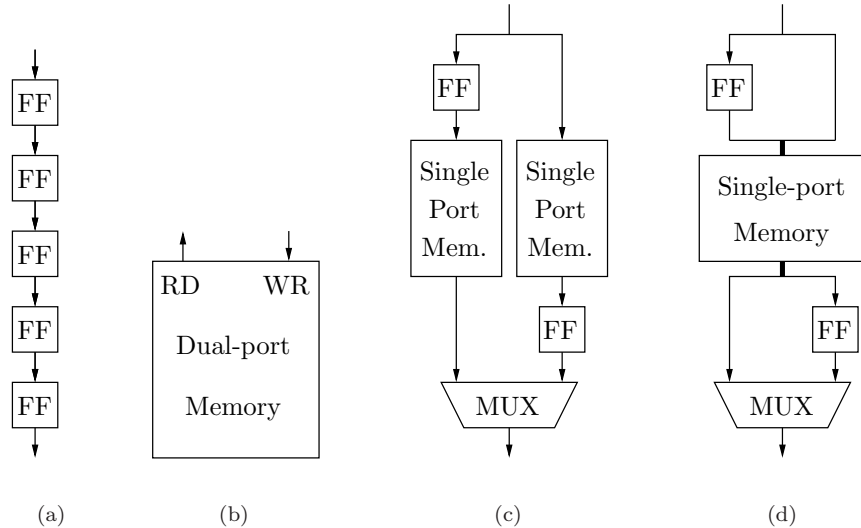 FF
FF
FF
FF
FF
(a)
RD WR
Dual-port
Memory
(b)
FF
Single
Port
Mem.
Single
Port
Mem.
FF
MUX
(c)
FF
Single-port
Memory
FF
MUX
(d)